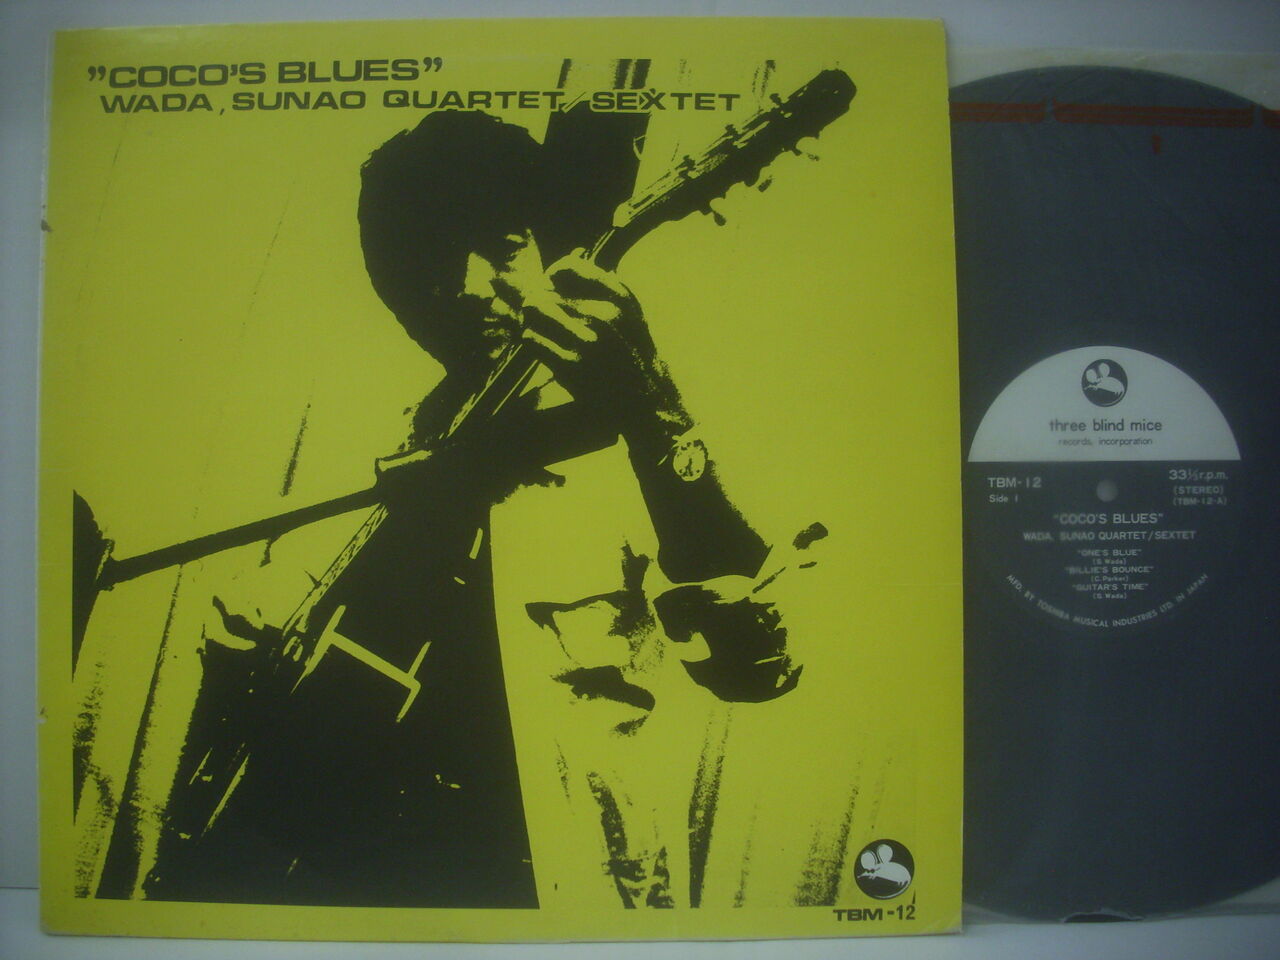 "COCO'S BLUES"
WADA, SUNAO QUARTET/SEXTET
TBM-12
three blind mice
records, incorporation
TBM-12
33⅓ r.p.m.
Side 1
(STEREO)
(TBM-12-A)
"COCO'S BLUES"
WADA, SUNAO QUARTET/SEXTET
"ONE'S BLUE"
(S. Wada)
"BILLIE'S BOUNCE"
(C. Parker)
"GUITAR'S TIME"
(S. Wada)
MFD. BY TOSHIBA MUSICAL INDUSTRIES LTD. IN JAPAN